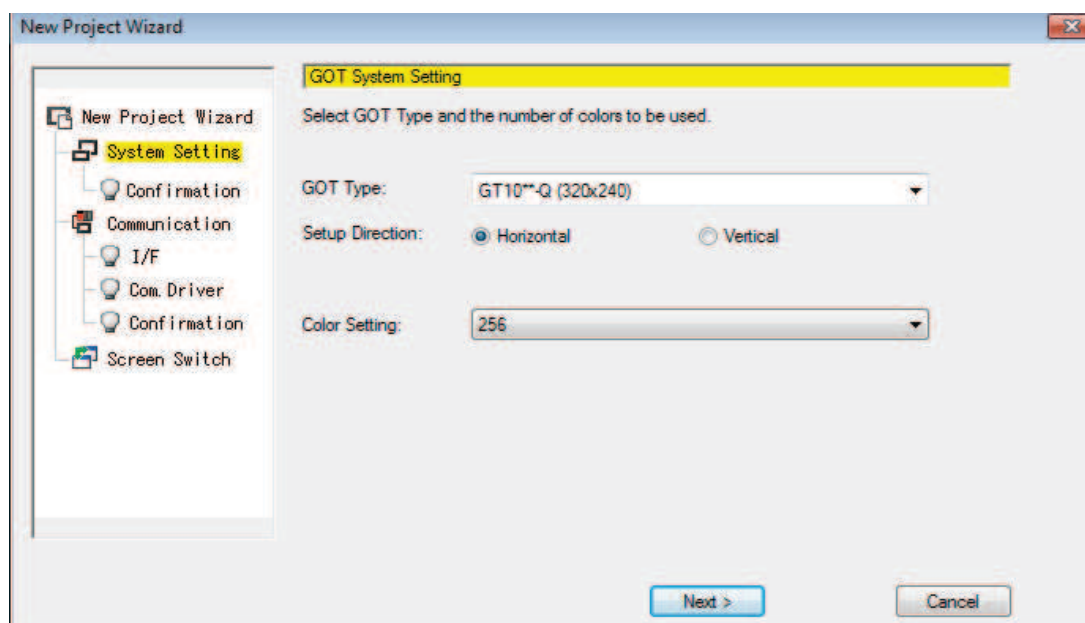 New Project Wizard
New Project Wizard
System Setting
Confirmation
Communication
I/F
Com.Driver
Confirmation
Screen Switch
GOT System Setting
Select GOT Type and the number of colors to be used.
GOT Type: GT10**-Q (320x240)
Setup Direction: Horizontal Vertical
Color Setting: 256
Next > Cancel